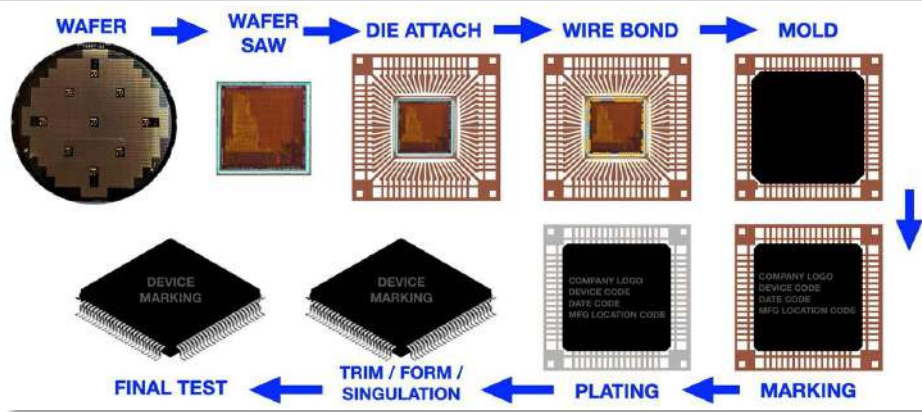 WAFER
WAFER
SAW
DIE ATTACH
WIRE BOND
MOLD
DEVICE
MARKING
DEVICE
MARKING
COMPANY LOGO
DEVICE CODE
DATE CODE
MFG LOCATION CODE
COMPANY LOGO
DEVICE CODE
DATE CODE
MFG LOCATION CODE
FINAL TEST
TRIM / FORM /
SINGULATION
PLATING
MARKING